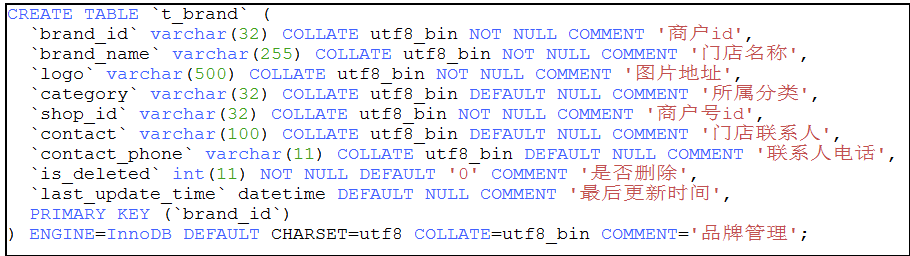 CREATE TABLE `t_brand` (
  `brand_id` varchar(32) COLLATE utf8_bin NOT NULL COMMENT '商户id',
  `brand_name` varchar(255) COLLATE utf8_bin NOT NULL COMMENT '门店名称',
  `logo` varchar(500) COLLATE utf8_bin NOT NULL COMMENT '图片地址',
  `category` varchar(32) COLLATE utf8_bin DEFAULT NULL COMMENT '所属分类',
  `shop_id` varchar(32) COLLATE utf8_bin NOT NULL COMMENT '商户号id',
  `contact` varchar(100) COLLATE utf8_bin DEFAULT NULL COMMENT '门店联系人',
  `contact_phone` varchar(11) COLLATE utf8_bin DEFAULT NULL COMMENT '联系人电话',
  `is_deleted` int(11) NOT NULL DEFAULT '0' COMMENT '是否删除',
  `last_update_time` datetime DEFAULT NULL COMMENT '最后更新时间',
  PRIMARY KEY (`brand_id`)
) ENGINE=InnoDB DEFAULT CHARSET=utf8 COLLATE=utf8_bin COMMENT='品牌管理';